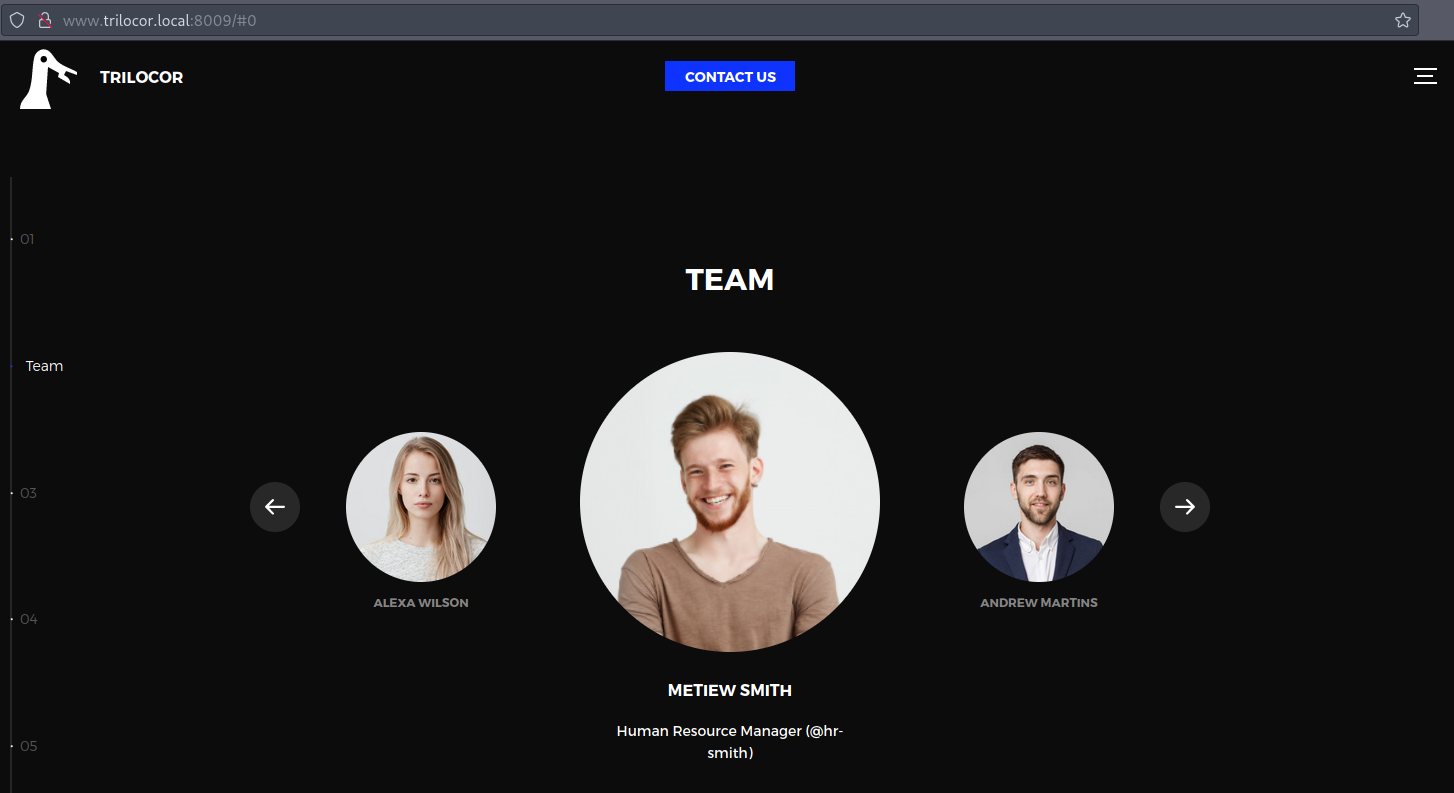 www.trilocor.local:8009/#0
TRILOCOR
CONTACT US
01
TEAM
Team
03
ALEXA WILSON
ANDREW MARTINS
04
METIEW SMITH
Human Resource Manager (@hr-
smith)
05